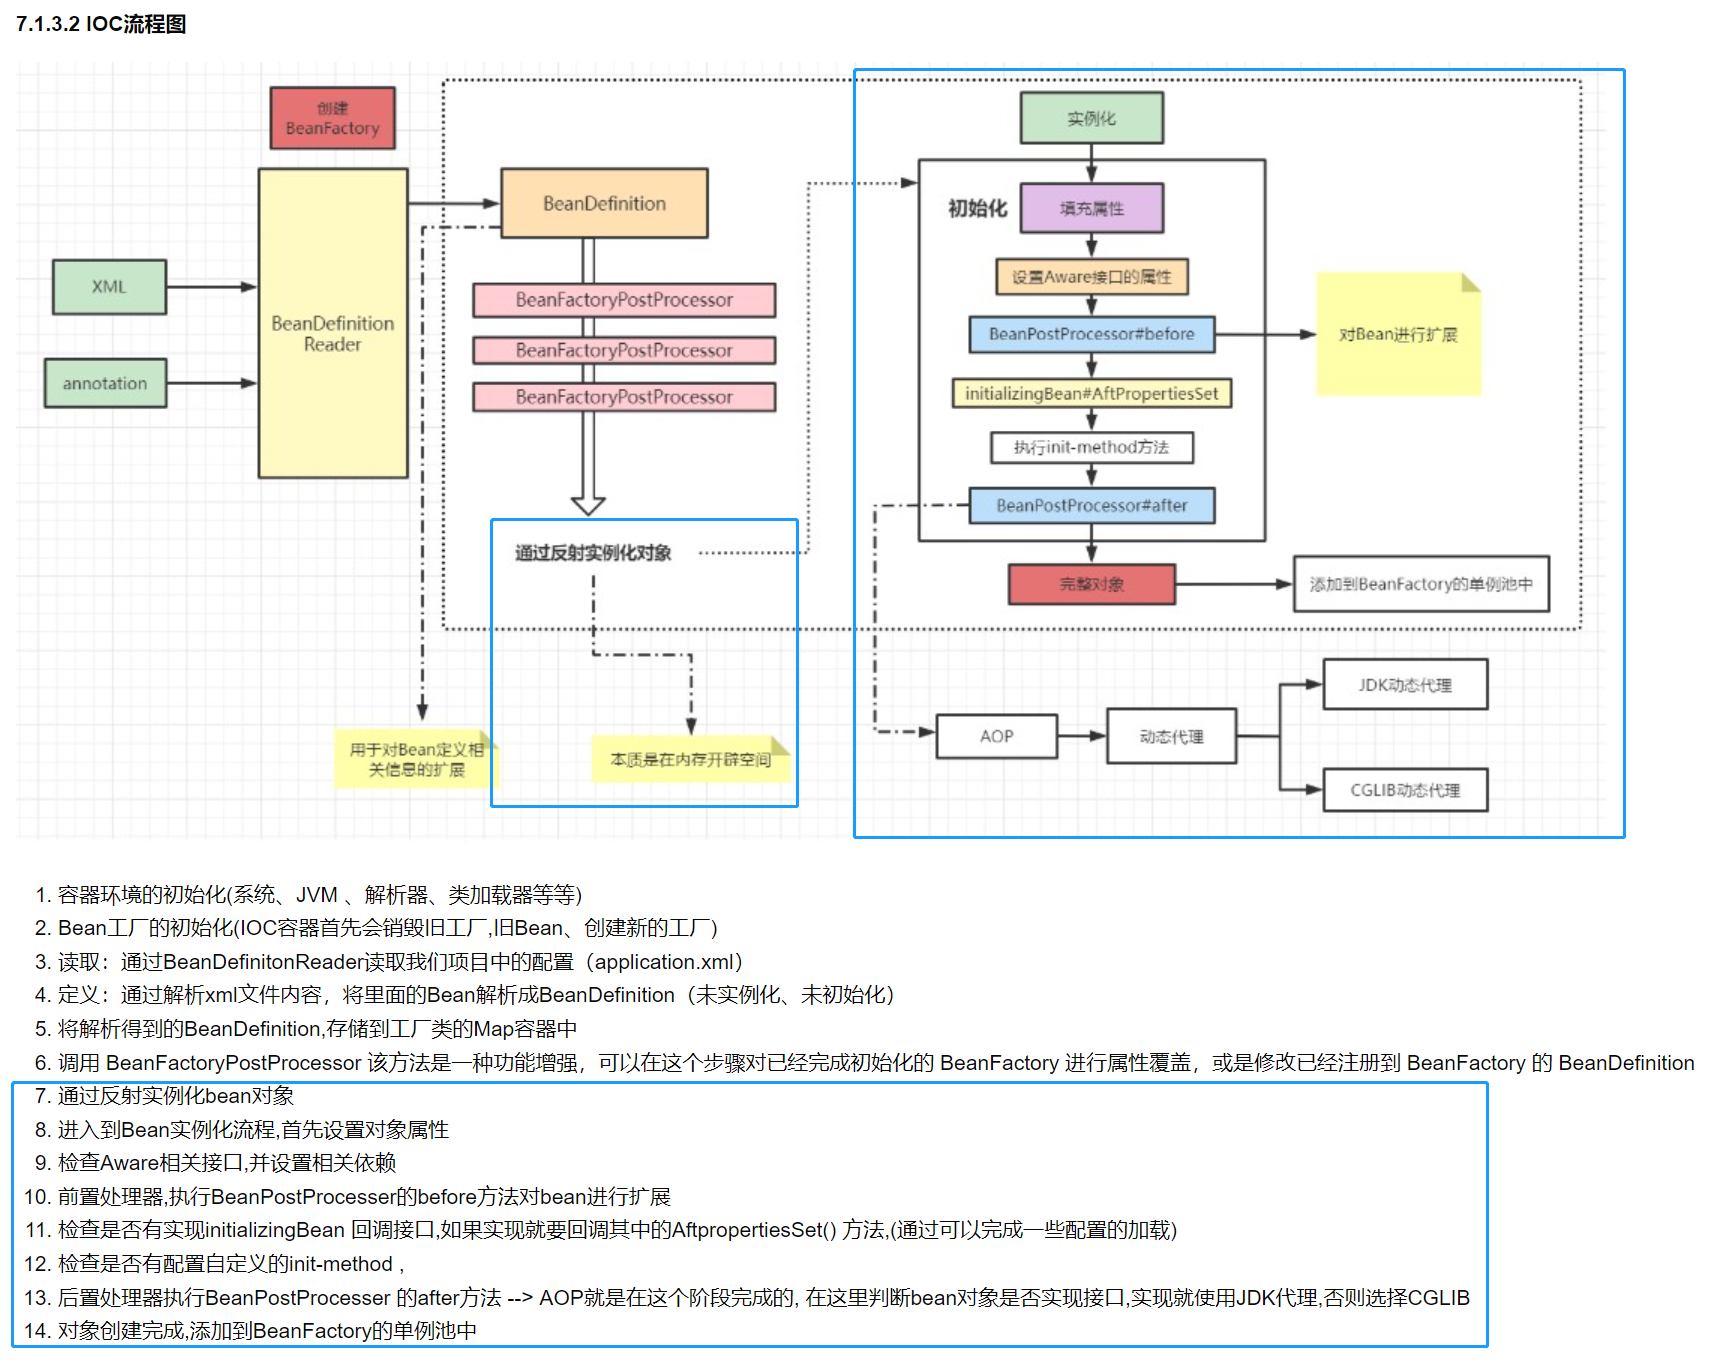 7.1.3.2 IOC流程图
创建
BeanFactory
实例化
BeanDefinition
初始化
填充属性
XML
设置Aware接口的属性
BeanFactoryPostProcessor
BeanDefinition
Reader
BeanPostProcessor#before
对Bean进行扩展
BeanFactoryPostProcessor
annotation
initializingBean#AftPropertiesSet
BeanFactoryPostProcessor
执行init-method方法
BeanPostProcessor#after
通过反射实例化对象
完整对象
添加到BeanFactory的单例池中
JDK动态代理
AOP
动态代理
用于对Bean定义相
关信息的扩展
本质是在内存开辟空间
CGLIB动态代理
1. 容器环境的初始化(系统、JVM 、解析器、类加载器等等)
2. Bean工厂的初始化(IOC容器首先会销毁旧工厂,旧Bean、创建新的工厂)
3. 读取：通过BeanDefinitonReader读取我们项目中的配置（application.xml）
4. 定义：通过解析xml文件内容，将里面的Bean解析成BeanDefinition（未实例化、未初始化）
5. 将解析得到的BeanDefinition,存储到工厂类的Map容器中
6. 调用 BeanFactoryPostProcessor 该方法是一种功能增强，可以在这个步骤对已经完成初始化的 BeanFactory 进行属性覆盖，或是修改已经注册到 BeanFactory 的 BeanDefinition
7. 通过反射实例化bean对象
8. 进入到Bean实例化流程,首先设置对象属性
9. 检查Aware相关接口,并设置相关依赖
10. 前置处理器,执行BeanPostProcesser的before方法对bean进行扩展
11. 检查是否有实现initializingBean 回调接口,如果实现就要回调其中的AftpropertiesSet() 方法,(通过可以完成一些配置的加载)
12. 检查是否有配置自定义的init-method ,
13. 后置处理器执行BeanPostProcesser 的after方法 --> AOP就是在这个阶段完成的, 在这里判断bean对象是否实现接口,实现就使用JDK代理,否则选择CGLIB
14. 对象创建完成,添加到BeanFactory的单例池中